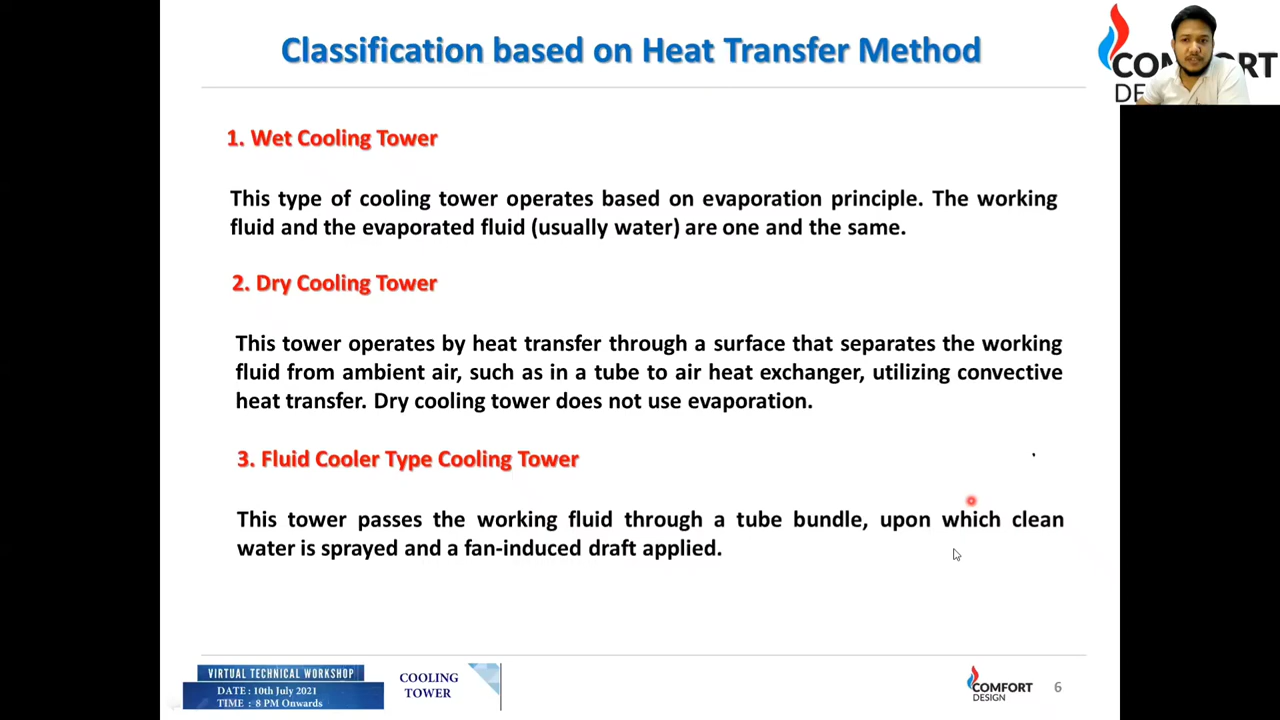 Classification based on Heat Transfer Method
1. Wet Cooling Tower
This type of cooling tower operates based on evaporation principle. The working
fluid and the evaporated fluid (usually water) are one and the same.
2. Dry Cooling Tower
This tower operates by heat transfer through a surface that separates the working
fluid from ambient air, such as in a tube to air heat exchanger, utilizing convective
heat transfer. Dry cooling tower does not use evaporation.
3. Fluid Cooler Type Cooling Tower
This tower passes the working fluid through a tube bundle, upon which clean
water is sprayed and a fan-induced draft applied.
VIRTUAL TECHNICAL WORKSHOP
DATE : 10th July 2021
TIME : 8 PM Onwards
COOLING
TOWER
COMFORT
DESIGN
6